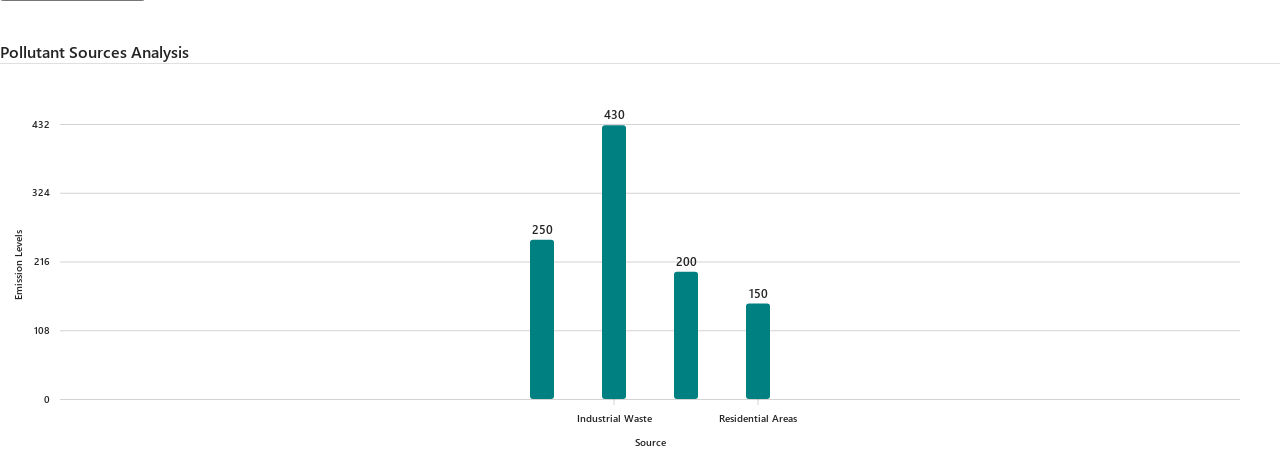 Pollutant Sources Analysis
430
432
324
250
Emission Levels
216
200
150
108
0
Industrial Waste
Residential Areas
Source